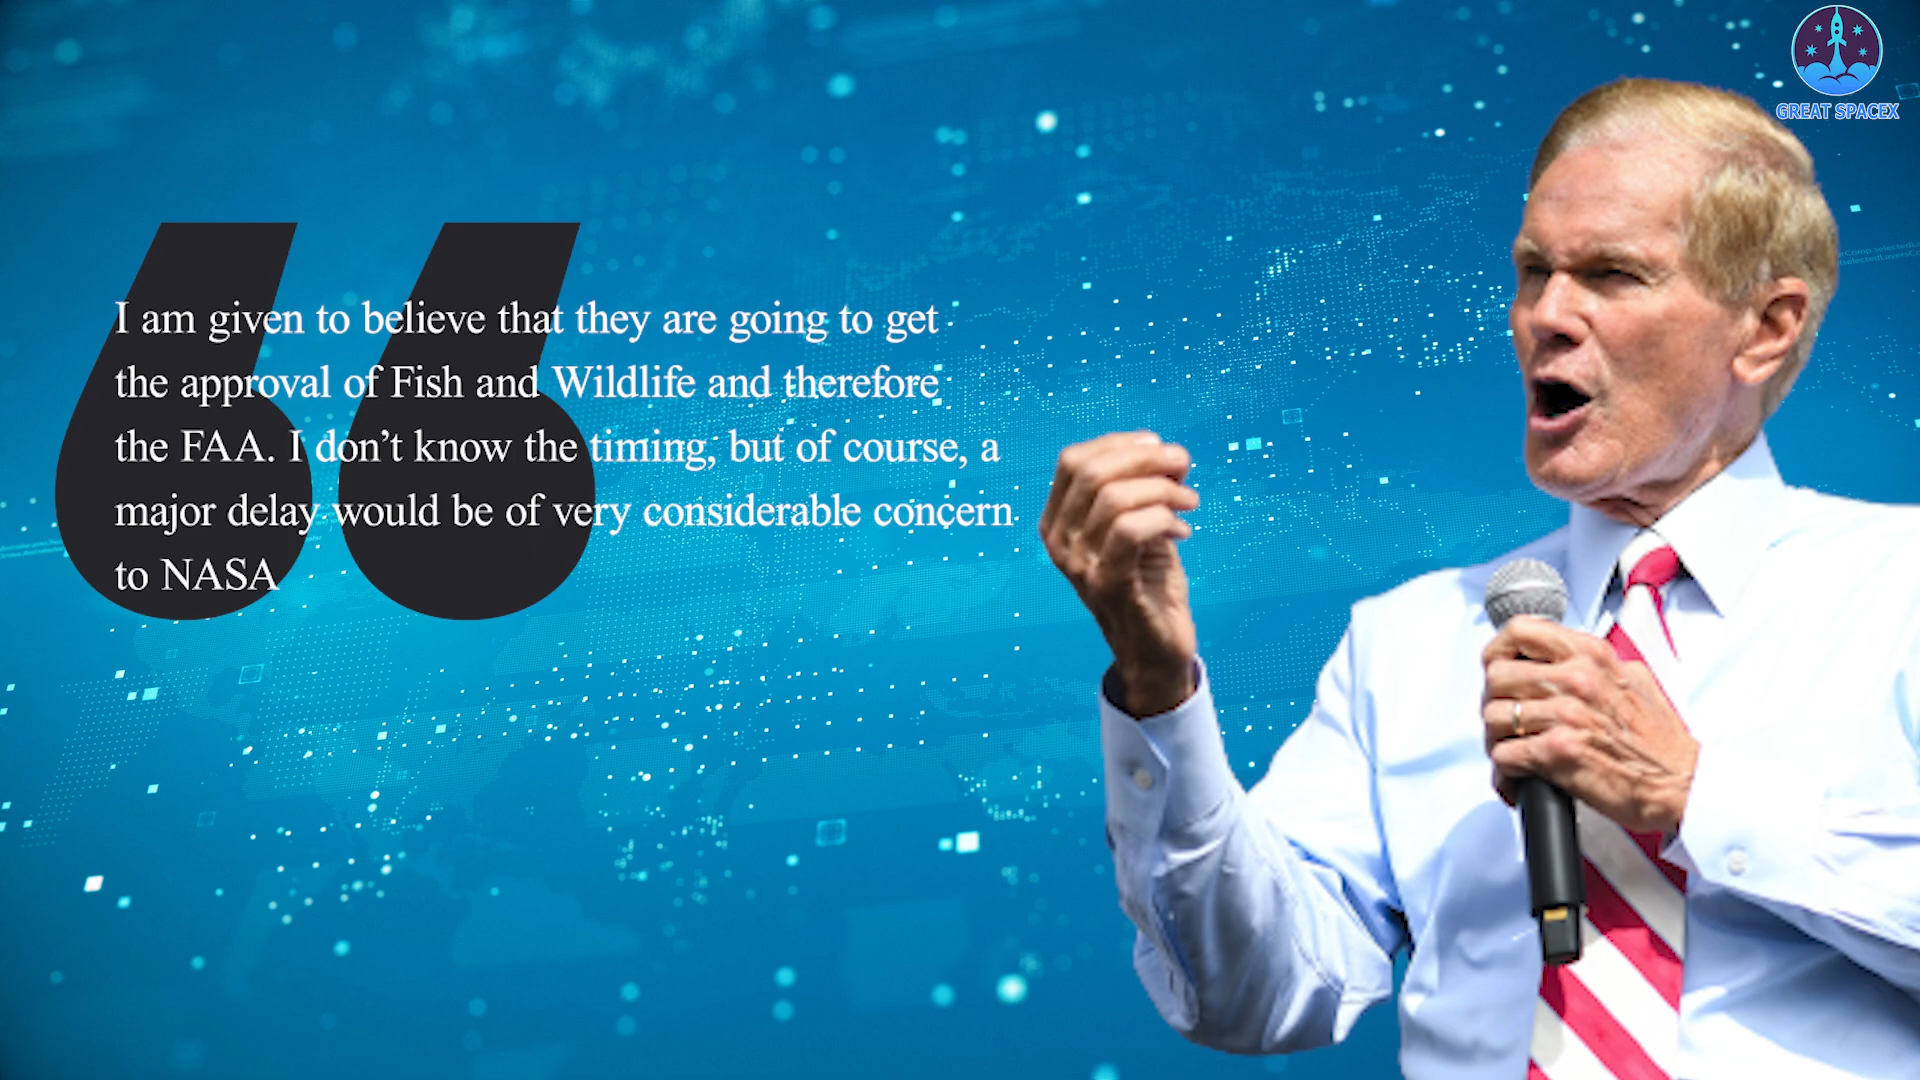 GREAT SPACEX
I am given to believe that they are going to get
the approval of Fish and Wildlife and therefore
the FAA. I don’t know the timing, but of course, a
major delay would be of very considerable concern
to NASA